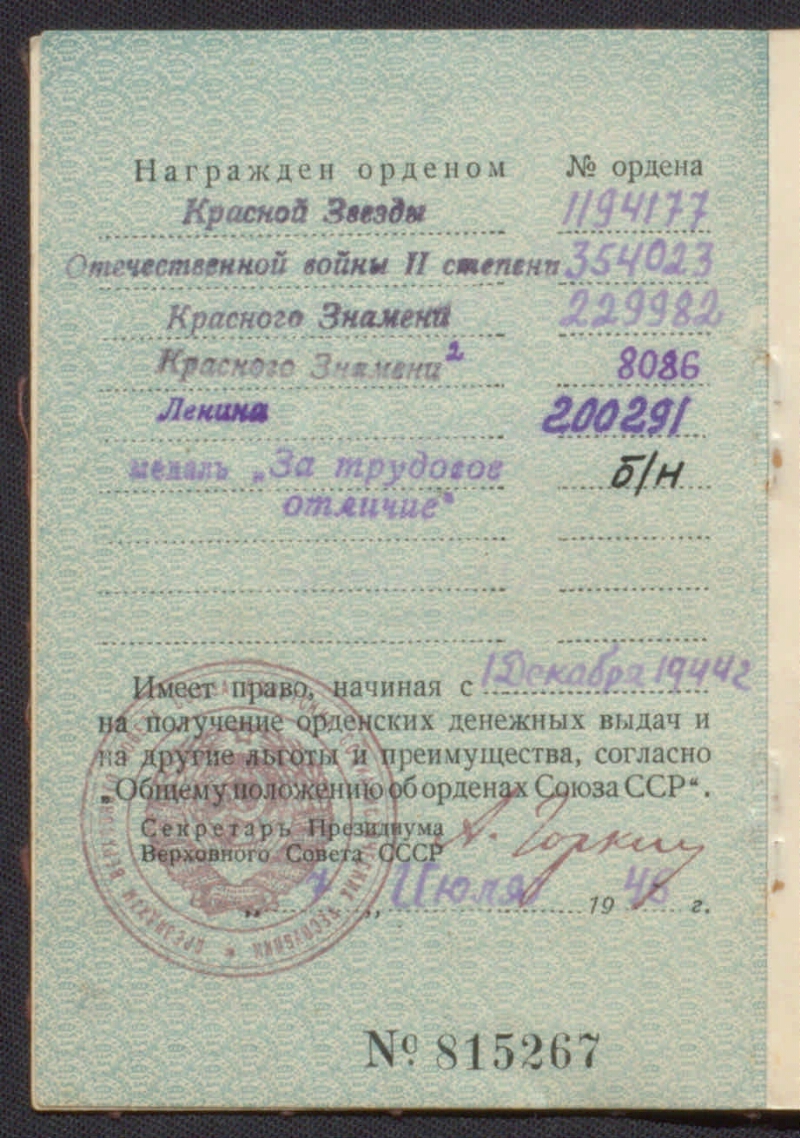 Награжден орденом № ордена
Красной Звезды 1194177
Отечественной войны II степени 354023
Красного Знамени 229982
Красного Знамени 2 8086
Ленина 200291
медаль „За трудовое б/н
отличие“
Имеет право, начиная с 1 Декабря 1944 г
на получение орденских денежных выдач и
на другие льготы и преимущества, согласно
„Общему положению об орденах Союза ССР“.
Секретарь Президиума
Верховного Совета СССР А. Горкин
„ 7 „ Июля 19 г.
№ 815267